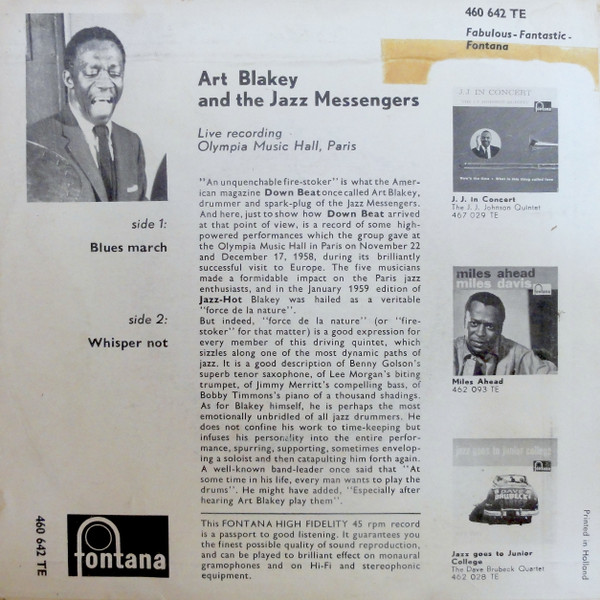 460 642 TE
Fabulous-Fantastic-
Fontana
Art Blakey
and the Jazz Messengers
Live recording
Olympia Music Hall, Paris
side 1:
Blues march
side 2:
Whisper not
"An unquenchable fire-stoker" is what the Amer-
ican magazine Down Beat once called Art Blakey,
drummer and spark-plug of the Jazz Messengers.
And here, just to show how Down Beat arrived
at that point of view, is a record of some high-
powered performances which the group gave at
the Olympia Music Hall in Paris on November 22
and December 17, 1958, during its brilliantly
successful visit to Europe. The five musicians
made a formidable impact on the Paris jazz
enthusiasts, and in the January 1959 edition of
Jazz-Hot Blakey was hailed as a veritable
"force de la nature".
But indeed, "force de la nature" (or "fire-
stoker" for that matter) is a good expression for
every member of this driving quintet, which
sizzles along one of the most dynamic paths of
jazz. It is a good description of Benny Golson's
superb tenor saxophone, of Lee Morgan's biting
trumpet, of Jimmy Merritt's compelling bass, of
Bobby Timmons's piano of a thousand shadings.
As for Blakey himself, he is perhaps the most
emotionally unbridled of all jazz drummers. He
does not confine his work to time-keeping but
infuses his personality into the entire perfor-
mance, spurring, supporting, sometimes envelop-
ing a soloist and then catapulting him forth again.
A well-known band-leader once said that "At
some time in his life, every man wants to play the
drums". He might have added, "Especially after
hearing Art Blakey play them".
This FONTANA HIGH FIDELITY 45 rpm record
is a passport to good listening. It guarantees you
the finest possible quality of sound reproduction,
and can be played to brilliant effect on monaural
gramophones and on Hi-Fi and stereophonic
equipment.
J.J. IN CONCERT
J. J. in Concert
The J. J. Johnson Quintet
467 029 TE
miles ahead
miles davis
Miles Ahead
462 093 TE
jazz goes to junior college
DAVE
BRUBECK
Jazz goes to Junior
College
The Dave Brubeck Quartet
462 028 TE
460 642 TE
fontana
Printed in Holland